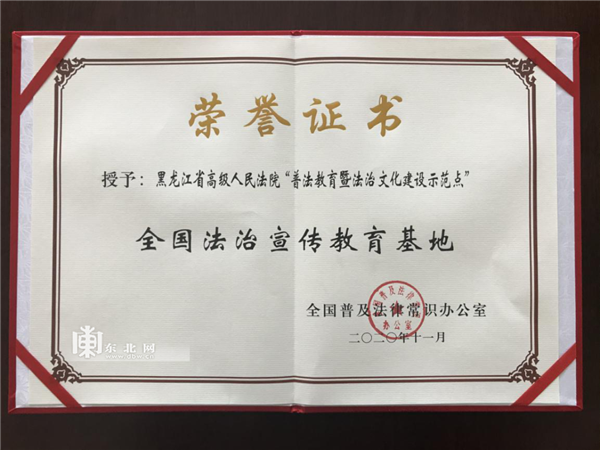 荣誉证书
授予：黑龙江省高级人民法院“普法教育暨法治文化建设示范点”
全国法治宣传教育基地
全国普及法律常识办公室
二〇二〇年十一月
东北网